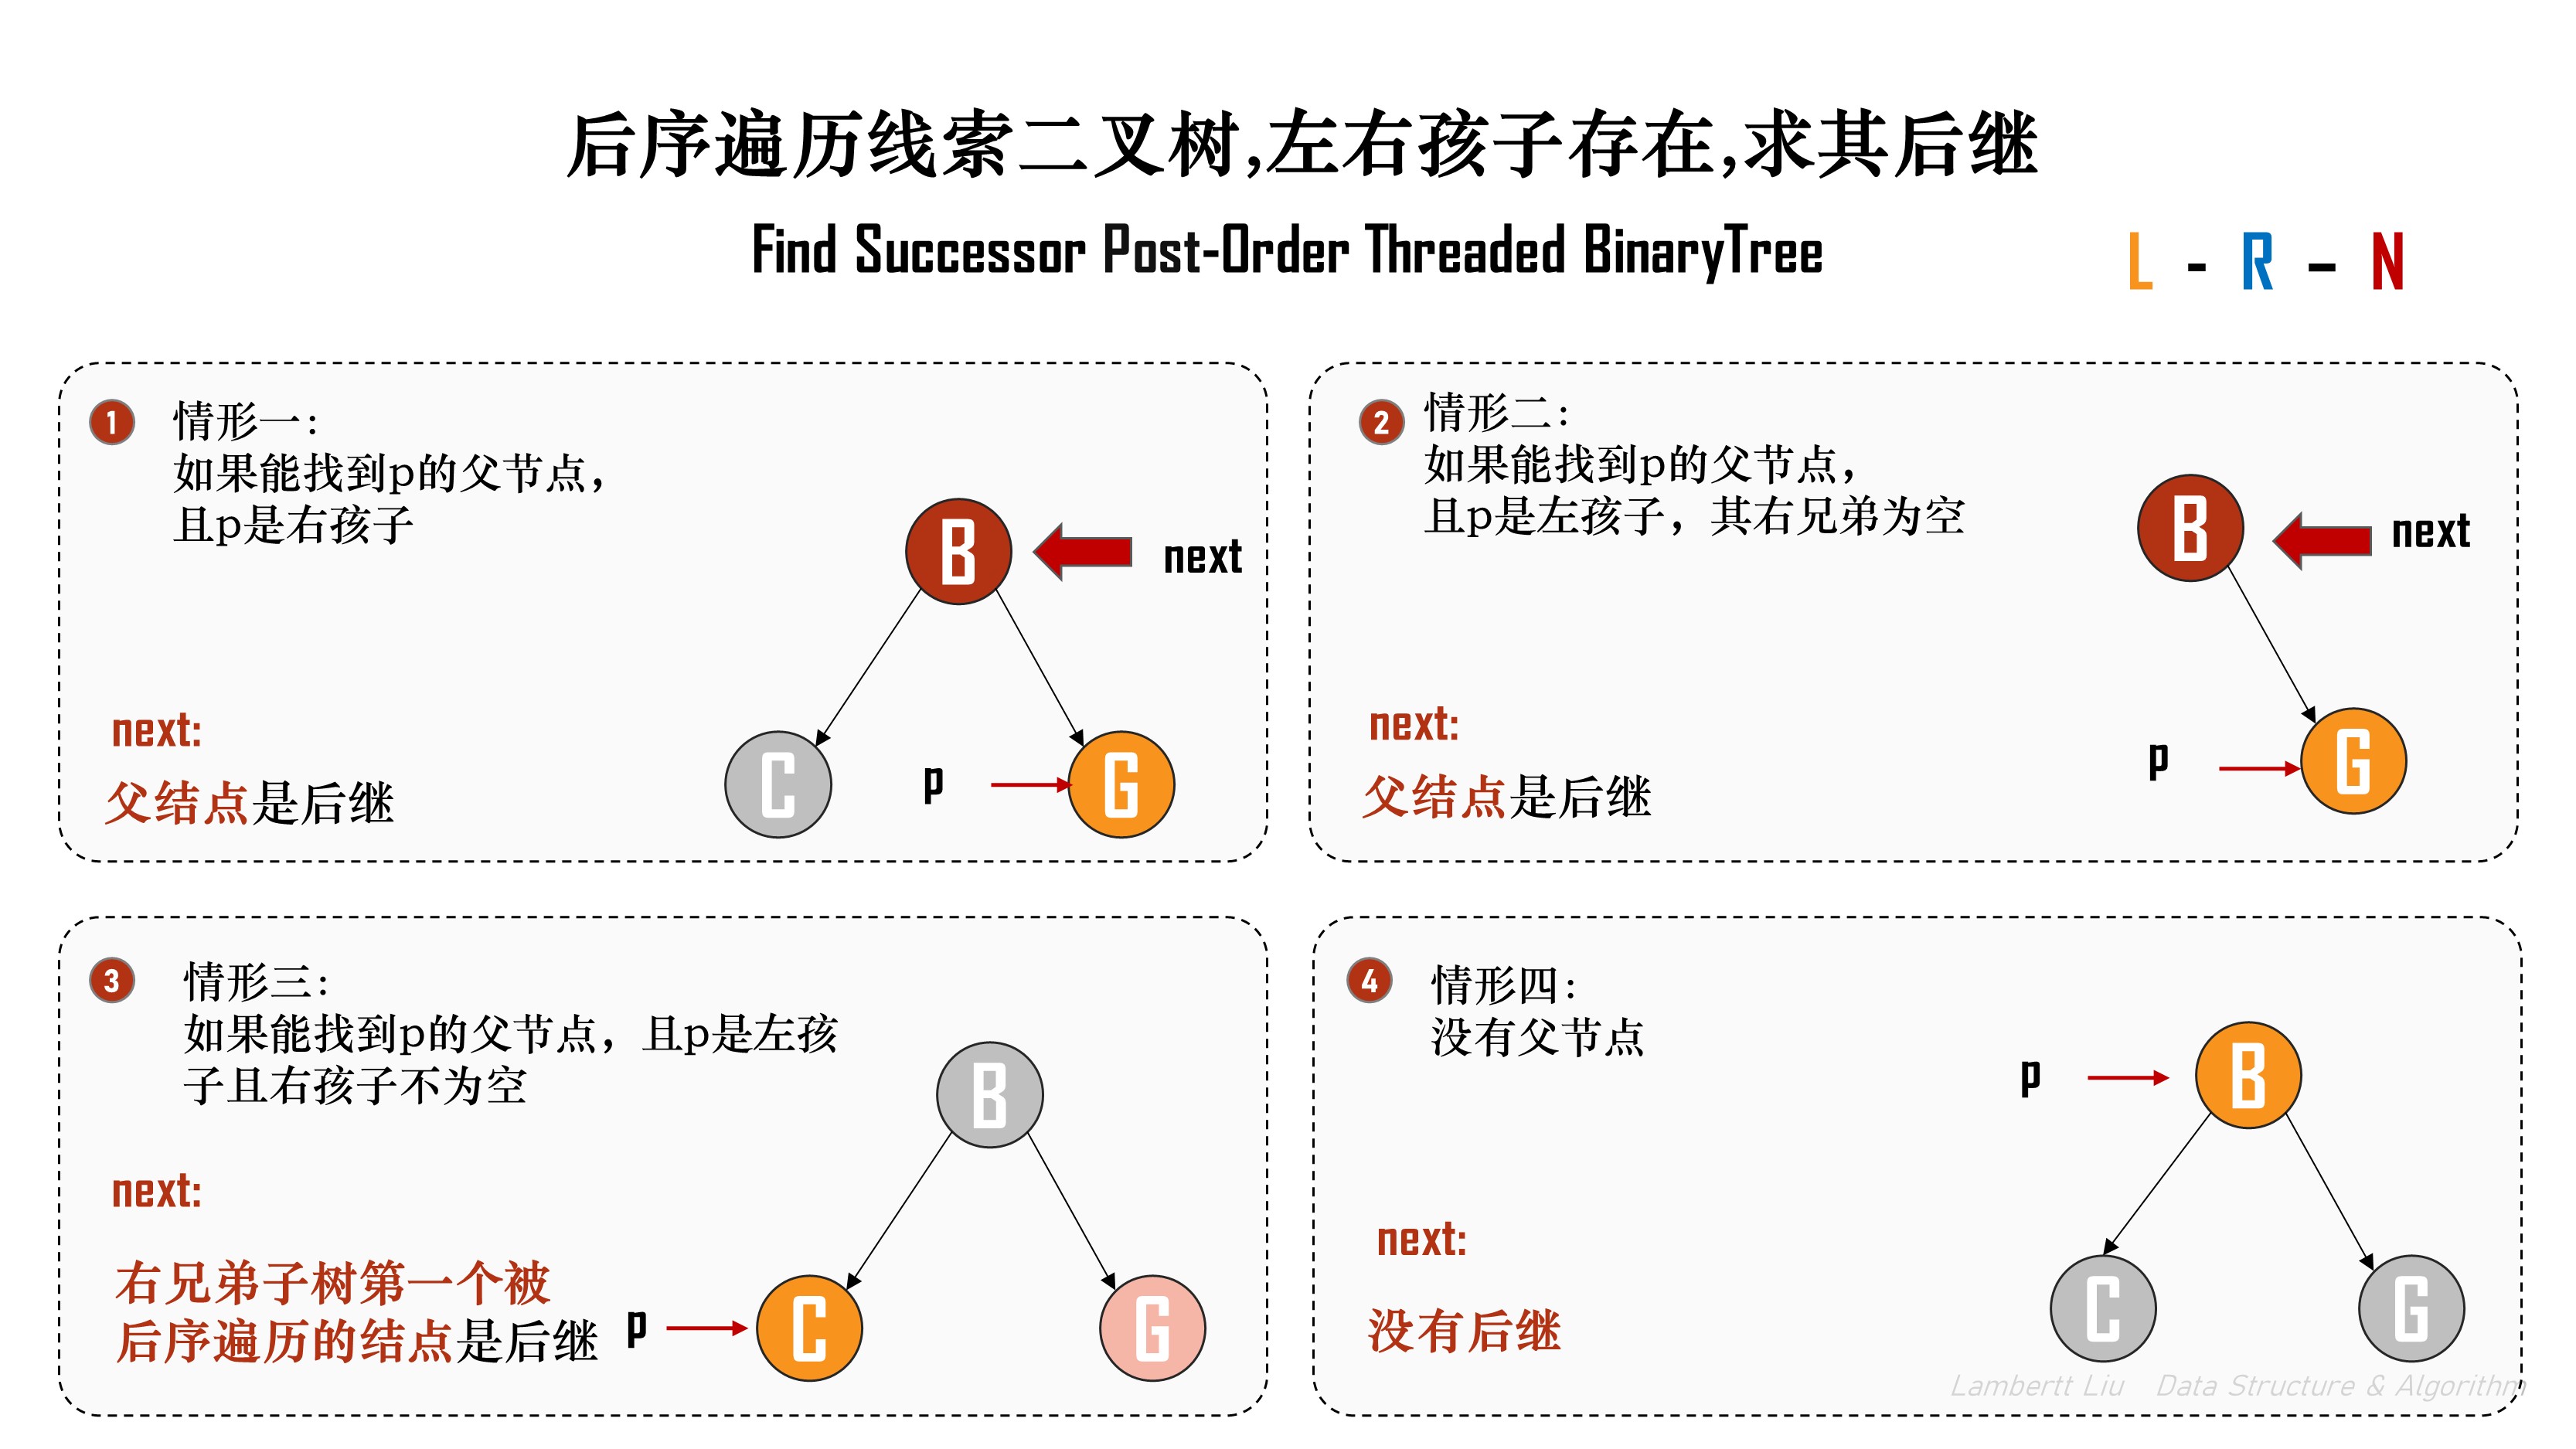 后序遍历线索二叉树,左右孩子存在,求其后继
Find Successor Post-Order Threaded BinaryTree
L - R – N
1
情形一：
如果能找到p的父节点，
且p是右孩子
B
next
next:
父结点是后继
C
p
G
2
情形二：
如果能找到p的父节点，
且p是左孩子，其右兄弟为空
B
next
next:
父结点是后继
p
G
3
情形三：
如果能找到p的父节点，且p是左孩
子且右孩子不为空
B
next:
右兄弟子树第一个被
后序遍历的结点是后继
p
C
G
4
情形四：
没有父节点
p
B
next:
没有后继
C
G
Lambertt Liu Data Structure & Algorithm